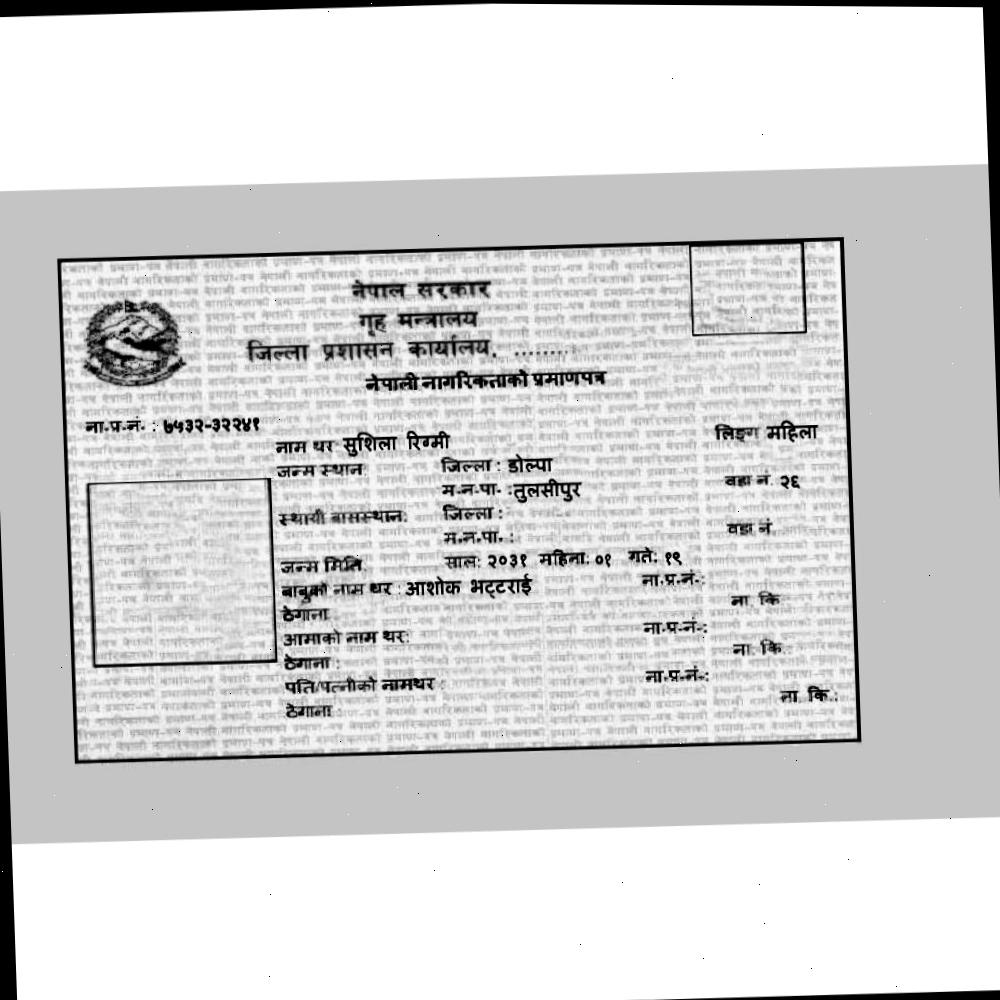 नेपाल सरकार
गृह मन्त्रालय
जिल्ला प्रशासन कार्यालय, ........
नेपाली नागरिकताको प्रमाणपत्र
ना.प्र.नं. : ७५३२-३२२४१
नाम थर सुशिला रिग्मी लिङ्ग महिला
जन्म स्थान: जिल्ला : डोल्पा
म.न.पा. : तुलसीपुर वडा नं. २६
स्थायी बासस्थान: जिल्ला :
म.न.पा. : वडा नं.
जन्म मिति: साल: २०३१ महिना: ०१ गते: १९
बाबुको नाम थर : आशोक भट्टराई ना.प्र.नं.:
ठेगाना ना. कि
आमाको नाम थर: ना.प्र.नं.:
ठेगाना : ना. कि.:
पति/पत्नीको नामथर : ना.प्र.नं.:
ठेगाना : ना. कि.: